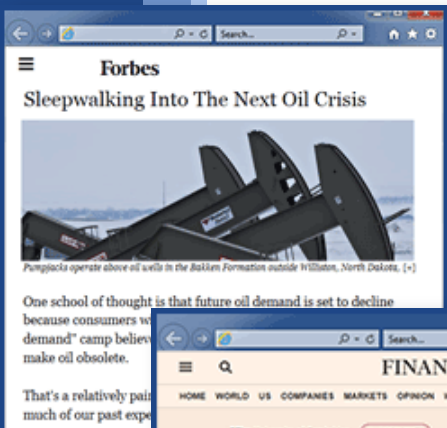 Search...
Forbes
Sleepwalking Into The Next Oil Crisis
Pumpjacks operate above oil wells in the Bakken Formation outside Williston, North Dakota. [+]
One school of thought is that future oil demand is set to decline
because consumers w
demand" camp believ
make oil obsolete.
That's a relatively pai
much of our past expe
Search...
FINAN
HOME WORLD US COMPANIES MARKETS OPINION